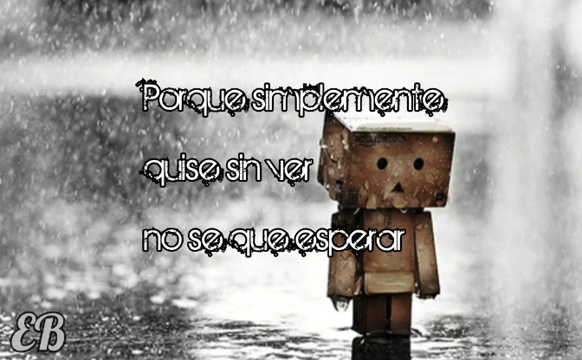 Porque simplemente
quise sin ver
no se que esperar
EB